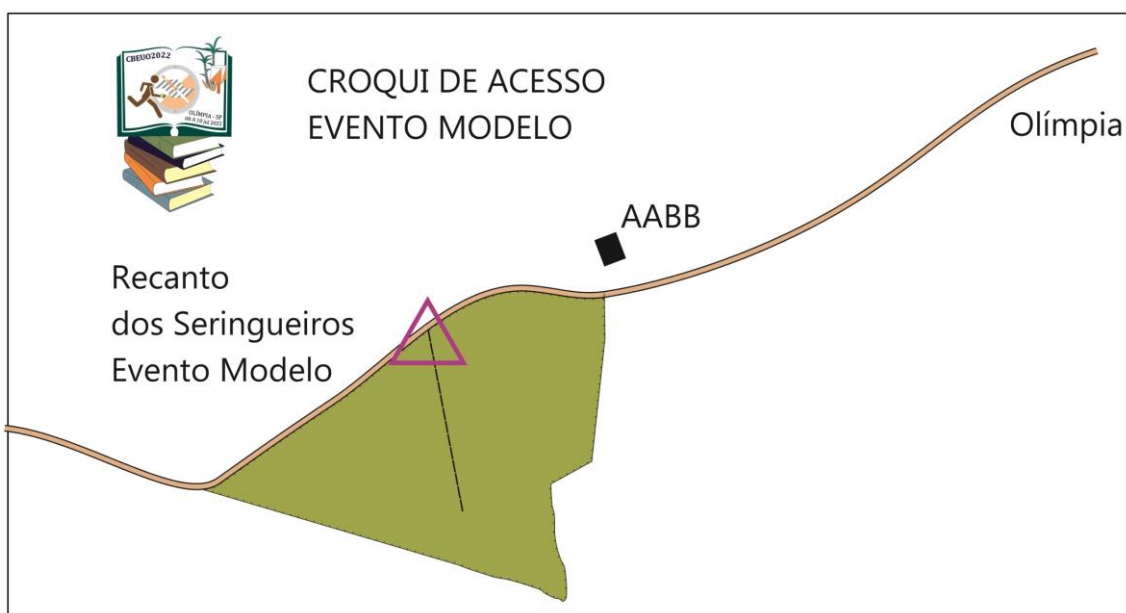 CBEUO2022
OLÍMPIA - SP
CROQUI DE ACESSO
EVENTO MODELO
Olímpia
AABB
Recanto
dos Seringueiros
Evento Modelo